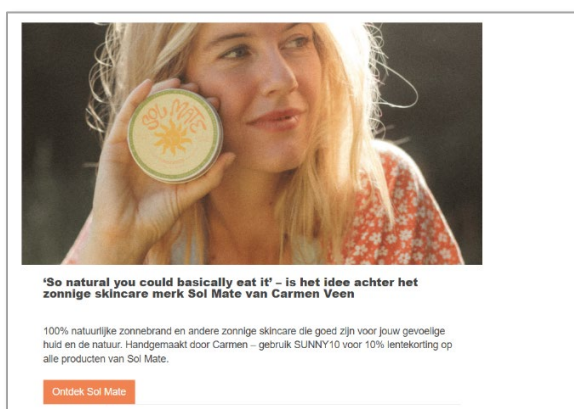 SOL MATE
‘So natural you could basically eat it’ – is het idee achter het
zonnige skincare merk Sol Mate van Carmen Veen
100% natuurlijke zonnebrand en andere zonnige skincare die goed zijn voor jouw gevoelige
huid en de natuur. Handgemaakt door Carmen – gebruik SUNNY10 voor 10% lentekorting op
alle producten van Sol Mate.
Ontdek Sol Mate